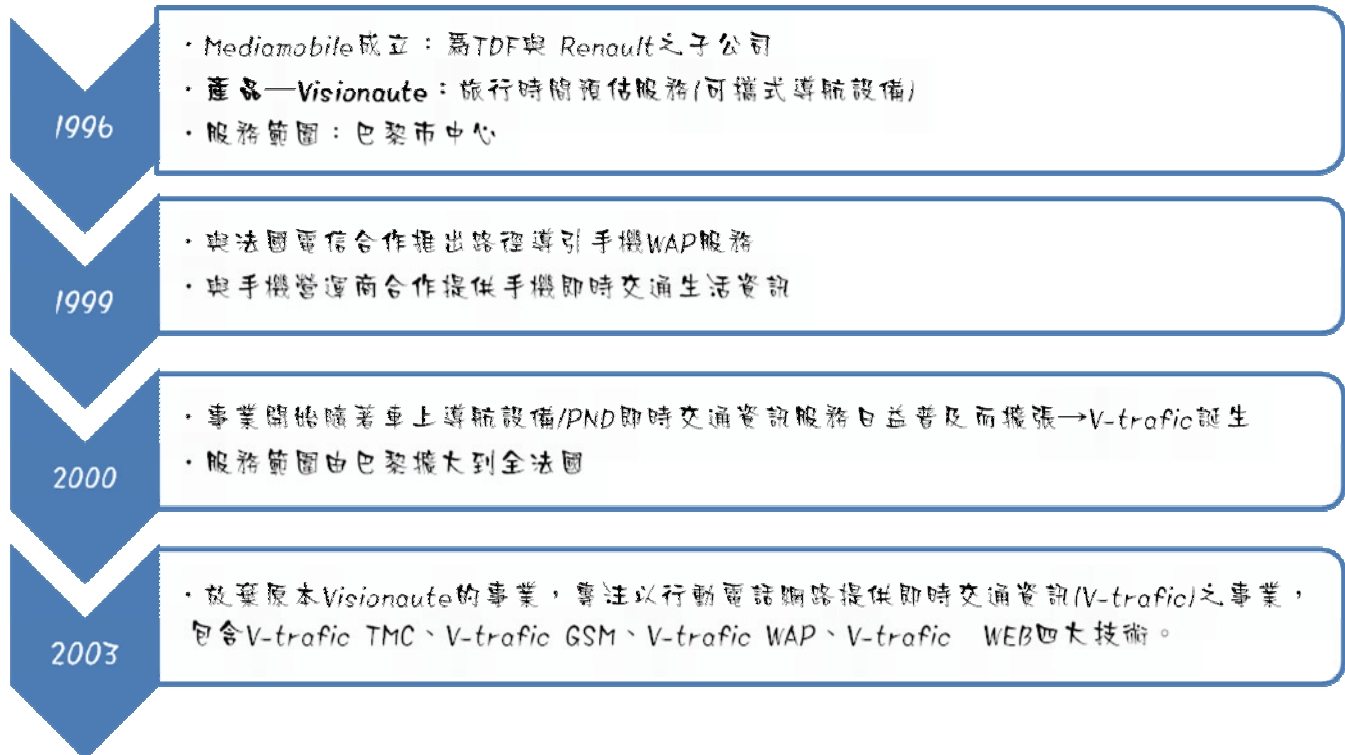 1996
・Mediamobile成立：為TDF與 Renault之子公司
・產品—Visionaute：旅行時間預估服務(可攜式導航設備)
・服務範圍：巴黎市中心
1999
・與法國電信合作推出路徑導引手機WAP服務
・與手機營運商合作提供手機即時交通生活資訊
2000
・事業開始隨著車上導航設備/PND即時交通資訊服務日益普及而擴張→V-trafic誕生
・服務範圍由巴黎擴大到全法國
2003
・放棄原本Visionaute的事業，專注以行動電話網路提供即時交通資訊(V-trafic)之事業，
包含V-trafic TMC、V-trafic GSM、V-trafic WAP、V-trafic WEB四大技術。